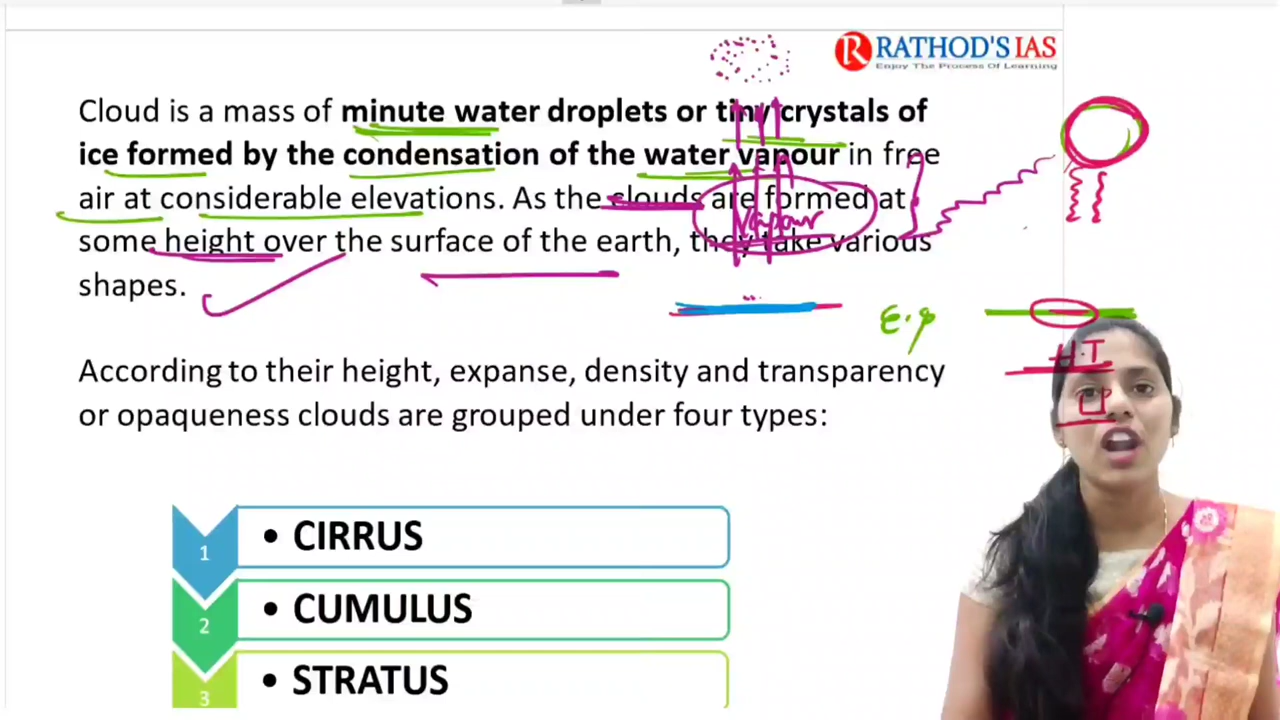 RATHOD'S IAS
Enjoy The Process Of Learning
Cloud is a mass of minute water droplets or tiny crystals of
ice formed by the condensation of the water vapour in free
air at considerable elevations. As the clouds are formed at
Vapour
some height over the surface of the earth, they take various
shapes.
E.g
H.T
According to their height, expanse, density and transparency
or opaqueness clouds are grouped under four types:
1 • CIRRUS
2 • CUMULUS
3 • STRATUS